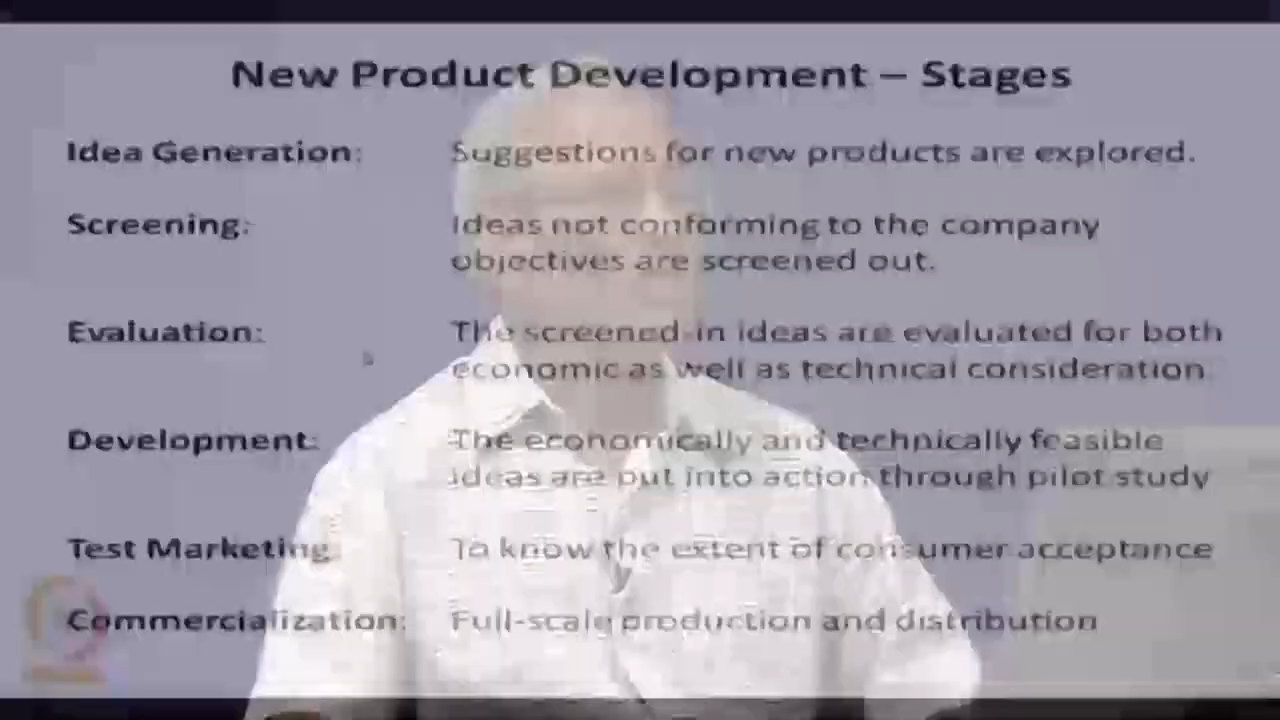 New Product Development – Stages
Idea Generation: Suggestions for new products are explored.
Screening: Ideas not conforming to the company
objectives are screened out.
Evaluation: The screened-in ideas are evaluated for both
economic as well as technical consideration.
Development: The economically and technically feasible
ideas are put into action through pilot study
Test Marketing: To know the extent of consumer acceptance
Commercialization: Full-scale production and distribution